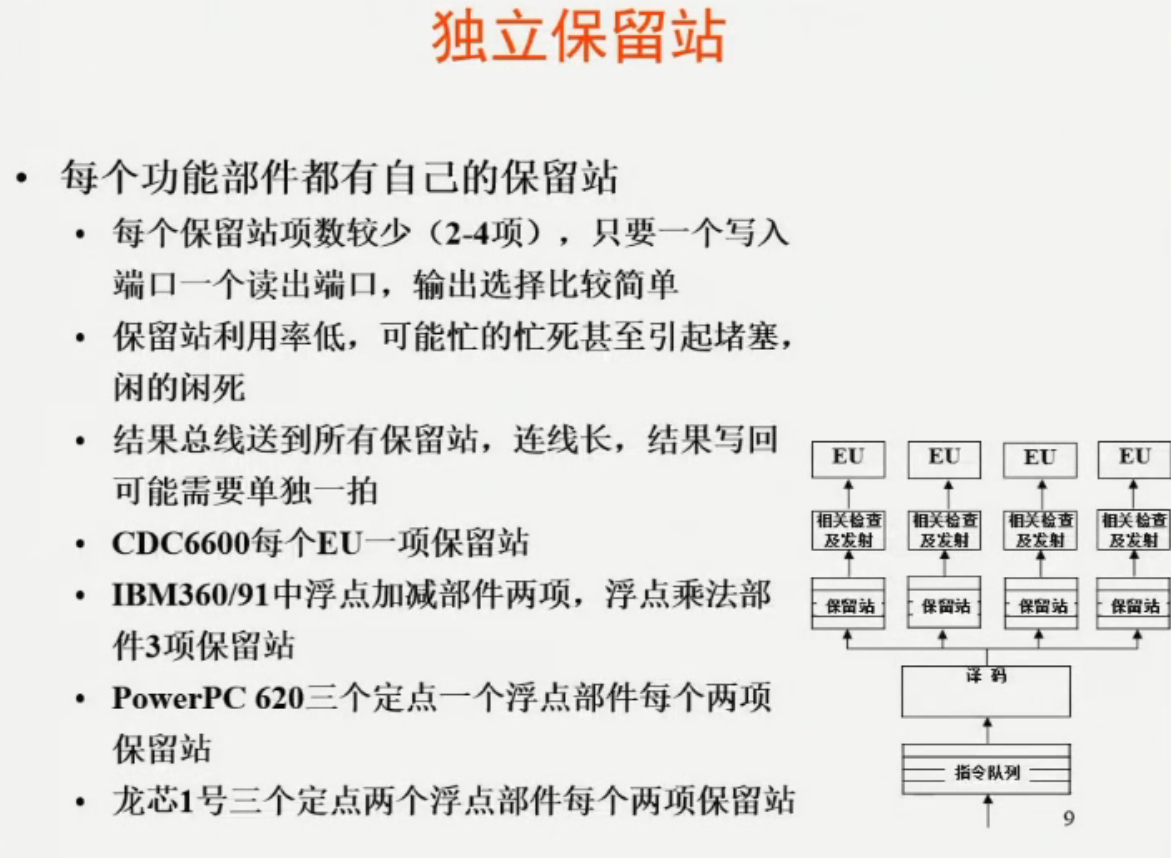 独立保留站
• 每个功能部件都有自己的保留站
• 每个保留站项数较少（2-4项），只要一个写入
端口一个读出端口，输出选择比较简单
• 保留站利用率低，可能忙的忙死甚至引起堵塞，
闲的闲死
• 结果总线送到所有保留站，连线长，结果写回
可能需要单独一拍
• CDC6600每个EU一项保留站
• IBM360/91中浮点加减部件两项，浮点乘法部
件3项保留站
• PowerPC 620三个定点一个浮点部件每个两项
保留站
• 龙芯1号三个定点两个浮点部件每个两项保留站
EU EU EU EU
相关检查 相关检查 相关检查 相关检查
及发射 及发射 及发射 及发射
保留站 保留站 保留站 保留站
译 码
指令队列
9